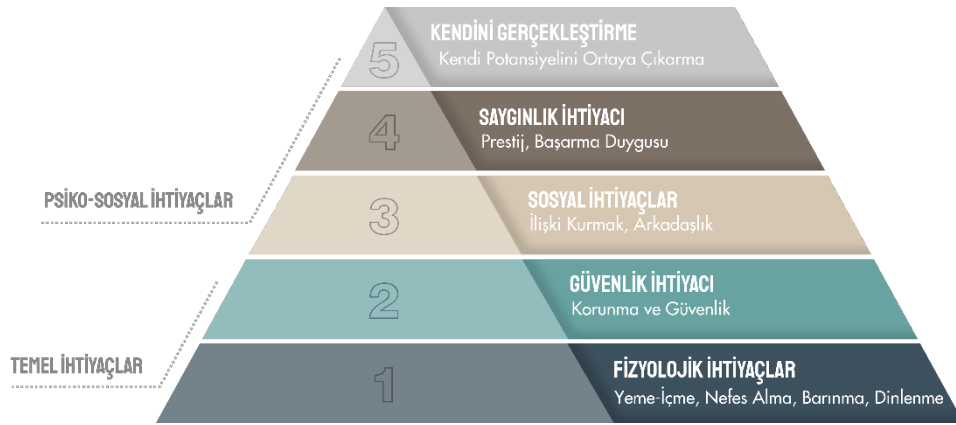 5
KENDİNİ GERÇEKLEŞTİRME
Kendi Potansiyelini Ortaya Çıkarma
4
SAYGINLIK İHTİYACI
Prestij, Başarma Duygusu
PSİKO-SOSYAL İHTİYAÇLAR
3
SOSYAL İHTİYAÇLAR
İlişki Kurmak, Arkadaşlık
2
GÜVENLİK İHTİYACI
Korunma ve Güvenlik
TEMEL İHTİYAÇLAR
1
FİZYOLOJİK İHTİYAÇLAR
Yeme-İçme, Nefes Alma, Barınma, Dinlenme